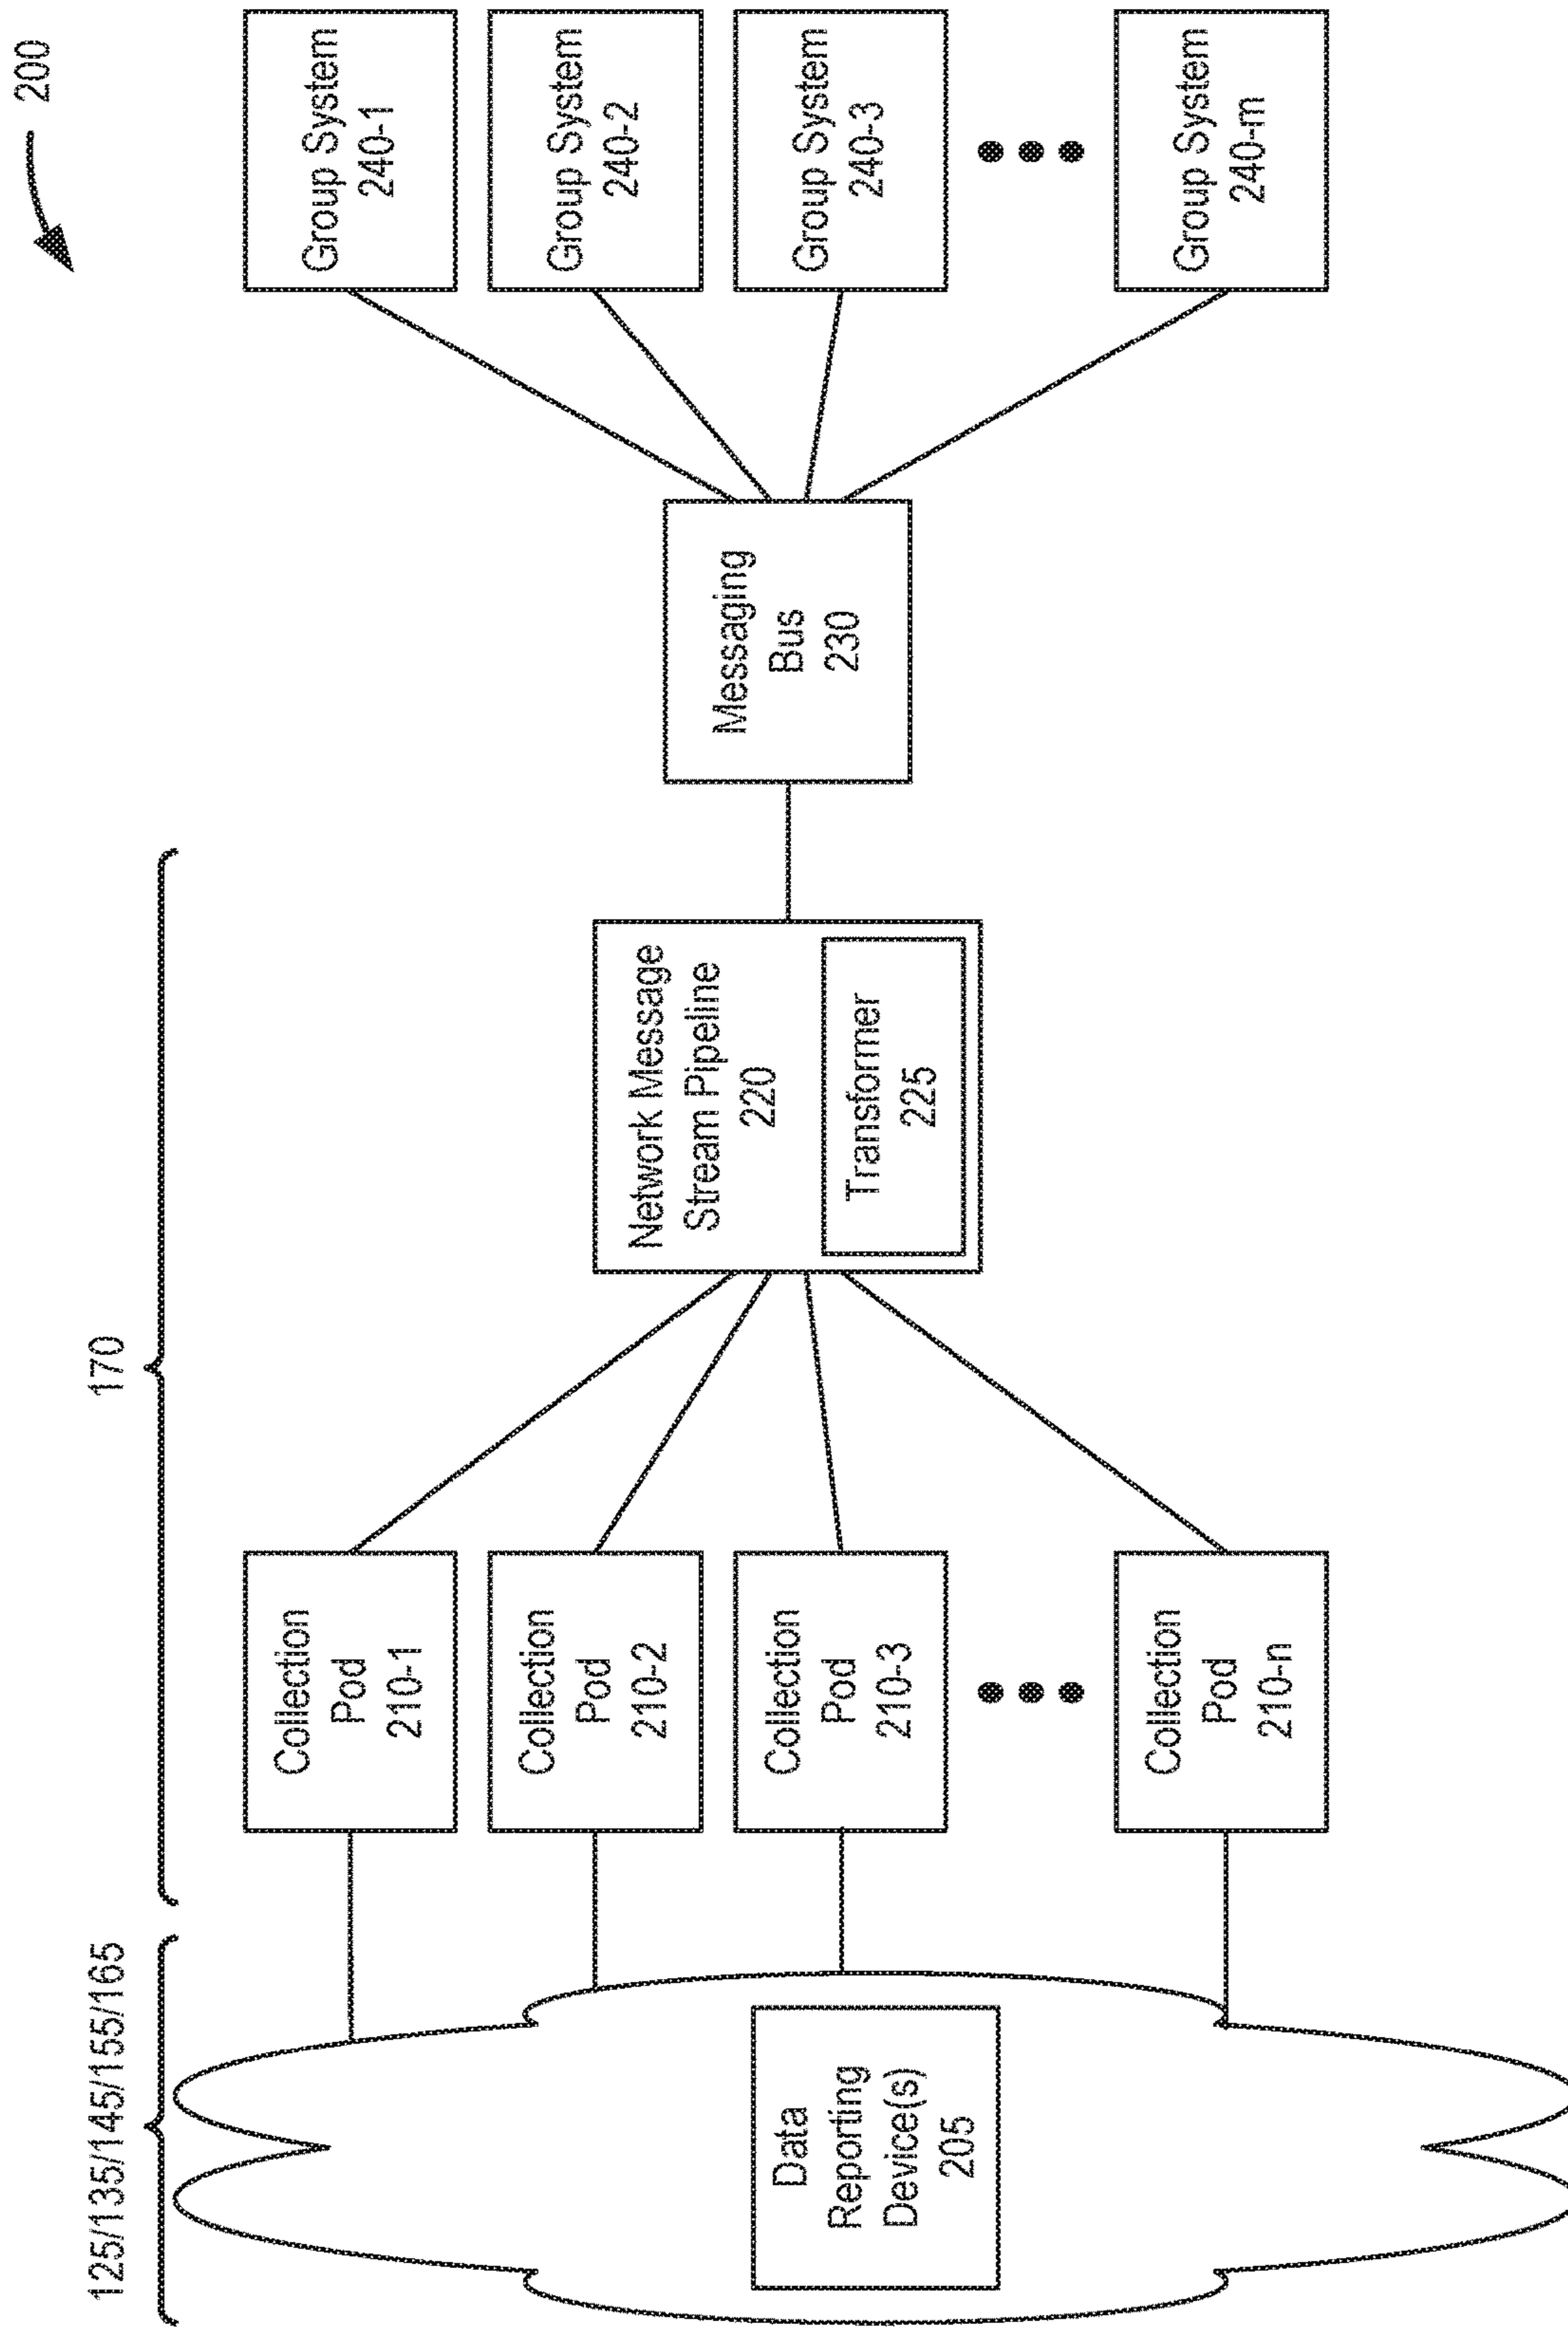 200
125/135/145/155/165
170
Data
Reporting
Device(s)
205
Collection
Pod
210-1
Collection
Pod
210-2
Collection
Pod
210-3
Collection
Pod
210-n
Network Message
Stream Pipeline
220
Transformer
225
Messaging
Bus
230
Group System
240-1
Group System
240-2
Group System
240-3
Group System
240-m